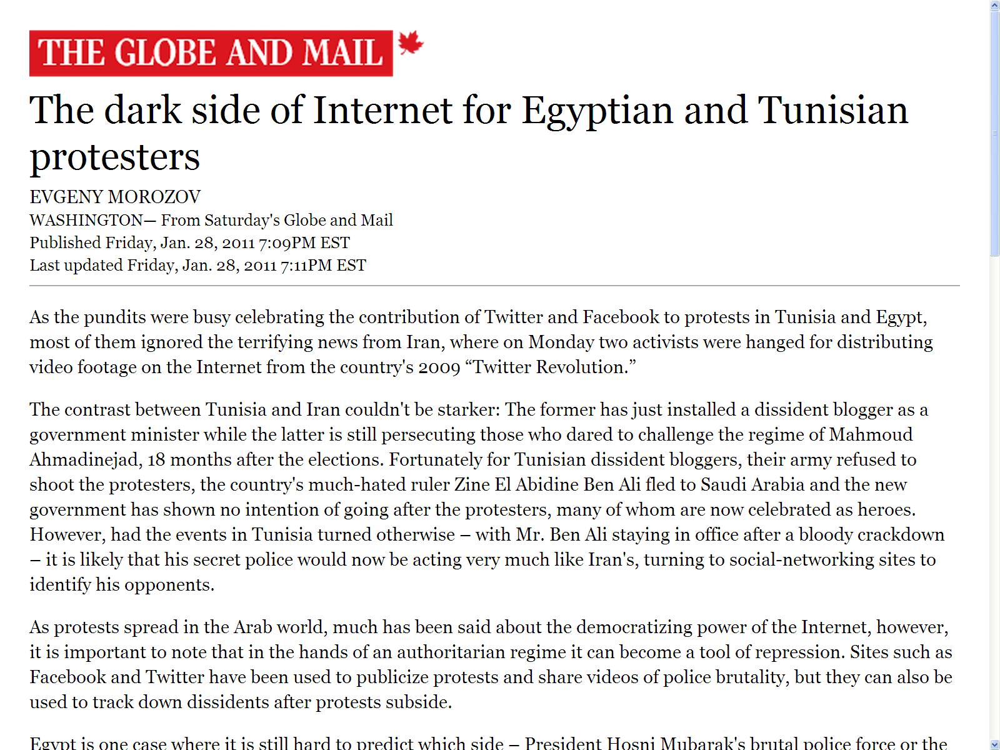 THE GLOBE AND MAIL
The dark side of Internet for Egyptian and Tunisian
protesters
EVGENY MOROZOV
WASHINGTON— From Saturday's Globe and Mail
Published Friday, Jan. 28, 2011 7:09PM EST
Last updated Friday, Jan. 28, 2011 7:11PM EST
As the pundits were busy celebrating the contribution of Twitter and Facebook to protests in Tunisia and Egypt,
most of them ignored the terrifying news from Iran, where on Monday two activists were hanged for distributing
video footage on the Internet from the country's 2009 “Twitter Revolution.”
The contrast between Tunisia and Iran couldn't be starker: The former has just installed a dissident blogger as a
government minister while the latter is still persecuting those who dared to challenge the regime of Mahmoud
Ahmadinejad, 18 months after the elections. Fortunately for Tunisian dissident bloggers, their army refused to
shoot the protesters, the country's much-hated ruler Zine El Abidine Ben Ali fled to Saudi Arabia and the new
government has shown no intention of going after the protesters, many of whom are now celebrated as heroes.
However, had the events in Tunisia turned otherwise – with Mr. Ben Ali staying in office after a bloody crackdown
– it is likely that his secret police would now be acting very much like Iran's, turning to social-networking sites to
identify his opponents.
As protests spread in the Arab world, much has been said about the democratizing power of the Internet, however,
it is important to note that in the hands of an authoritarian regime it can become a tool of repression. Sites such as
Facebook and Twitter have been used to publicize protests and share videos of police brutality, but they can also be
used to track down dissidents after protests subside.
Egypt is one case where it is still hard to predict which side – President Hosni Mubarak's brutal police force or the